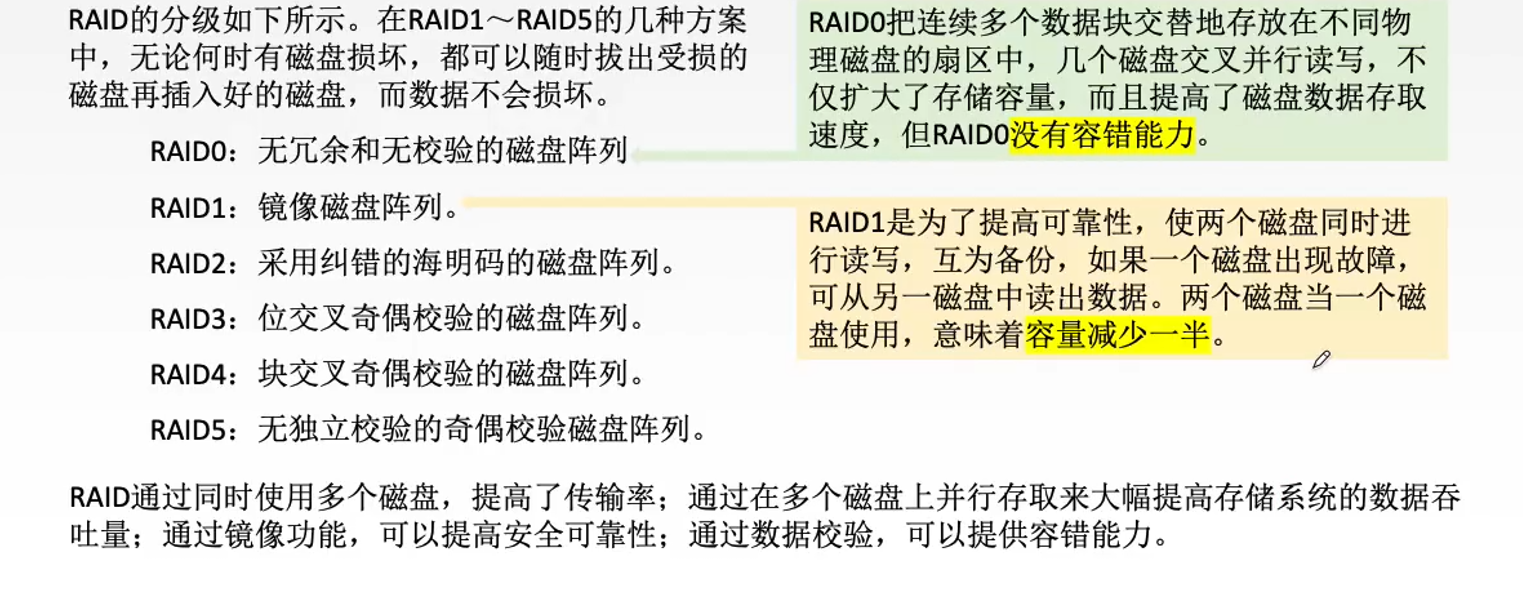 RAID的分级如下所示。在RAID1～RAID5的几种方案
中，无论何时有磁盘损坏，都可以随时拔出受损的
磁盘再插入好的磁盘，而数据不会损坏。
RAID0：无冗余和无校验的磁盘阵列
RAID1：镜像磁盘阵列。
RAID2：采用纠错的海明码的磁盘阵列。
RAID3：位交叉奇偶校验的磁盘阵列。
RAID4：块交叉奇偶校验的磁盘阵列。
RAID5：无独立校验的奇偶校验磁盘阵列。
RAID0把连续多个数据块交替地存放在不同物
理磁盘的扇区中，几个磁盘交叉并行读写，不
仅扩大了存储容量，而且提高了磁盘数据存取
速度，但RAID0没有容错能力。
RAID1是为了提高可靠性，使两个磁盘同时进
行读写，互为备份，如果一个磁盘出现故障，
可从另一磁盘中读出数据。两个磁盘当一个磁
盘使用，意味着容量减少一半。
RAID通过同时使用多个磁盘，提高了传输率；通过在多个磁盘上并行存取来大幅提高存储系统的数据吞
吐量；通过镜像功能，可以提高安全可靠性；通过数据校验，可以提供容错能力。